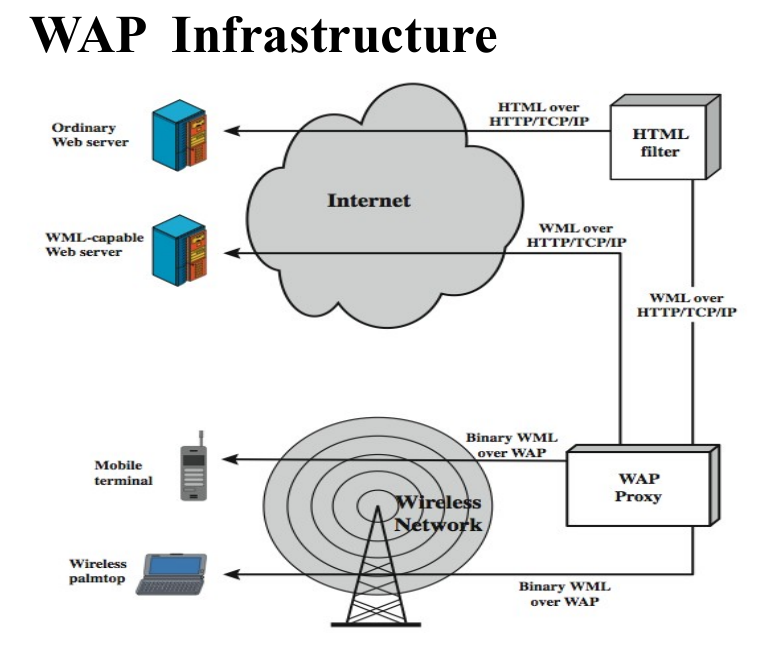 WAP Infrastructure
Ordinary
Web server
HTML over
HTTP/TCP/IP
HTML
filter
Internet
WML-capable
Web server
WML over
HTTP/TCP/IP
WML over
HTTP/TCP/IP
Mobile
terminal
Binary WML
over WAP
WAP
Proxy
Wireless
Network
Wireless
palmtop
Binary WML
over WAP